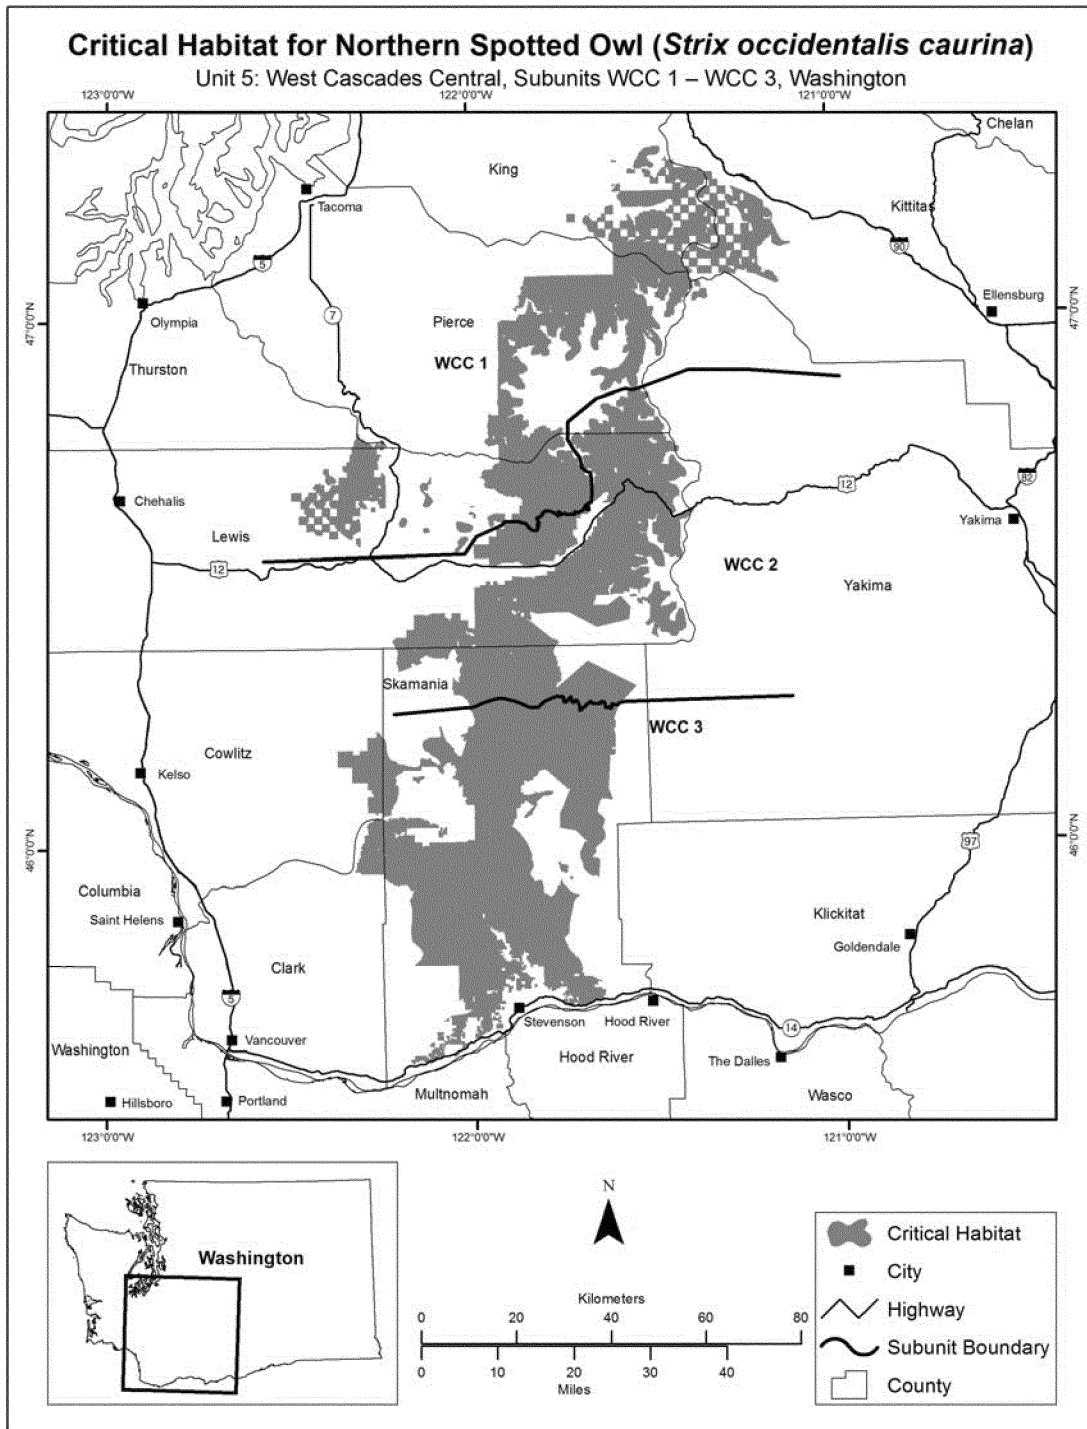 Critical Habitat for Northern Spotted Owl (Strix occidentalis caurina)
Unit 5: West Cascades Central, Subunits WCC 1 – WCC 3, Washington
123°0'0"W
122°0'0"W
121°0'0"W
Chelan
King
Tacoma
Kittitas
90
5
Ellensburg
47°0'0"N
47°0'0"N
Olympia
7
Pierce
WCC 1
Thurston
12
82
Chehalis
Yakima
Lewis
12
WCC 2
Yakima
Skamania
WCC 3
Cowlitz
Kelso
46°0'0"N
46°0'0"N
97
Columbia
Saint Helens
Klickitat
Goldendale
Clark
5
Stevenson
Hood River
14
Vancouver
Washington
Hood River
The Dalles
Multnomah
Wasco
Hillsboro
Portland
123°0'0"W
122°0'0"W
121°0'0"W
Washington
N
Kilometers
0 20 40 60 80
0 10 20 30 40
Miles
Critical Habitat
City
Highway
Subunit Boundary
County